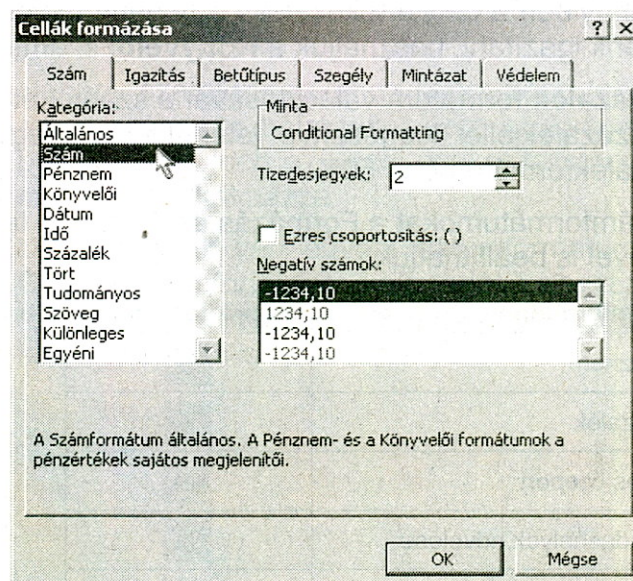 Cellák formázása
Szám
Igazítás
Betűtípus
Szegély
Mintázat
Védelem
Kategória:
Általános
Szám
Pénznem
Könyvelői
Dátum
Idő
Százalék
Tört
Tudományos
Szöveg
Különleges
Egyéni
Minta
Conditional Formatting
Tizedesjegyek:
2
Ezres csoportosítás: ( )
Negatív számok:
-1234,10
1234,10
-1234,10
-1234,10
A Számformátum általános. A Pénznem- és a Könyvelői formátumok a
pénzértékek sajátos megjelenítői.
OK
Mégse